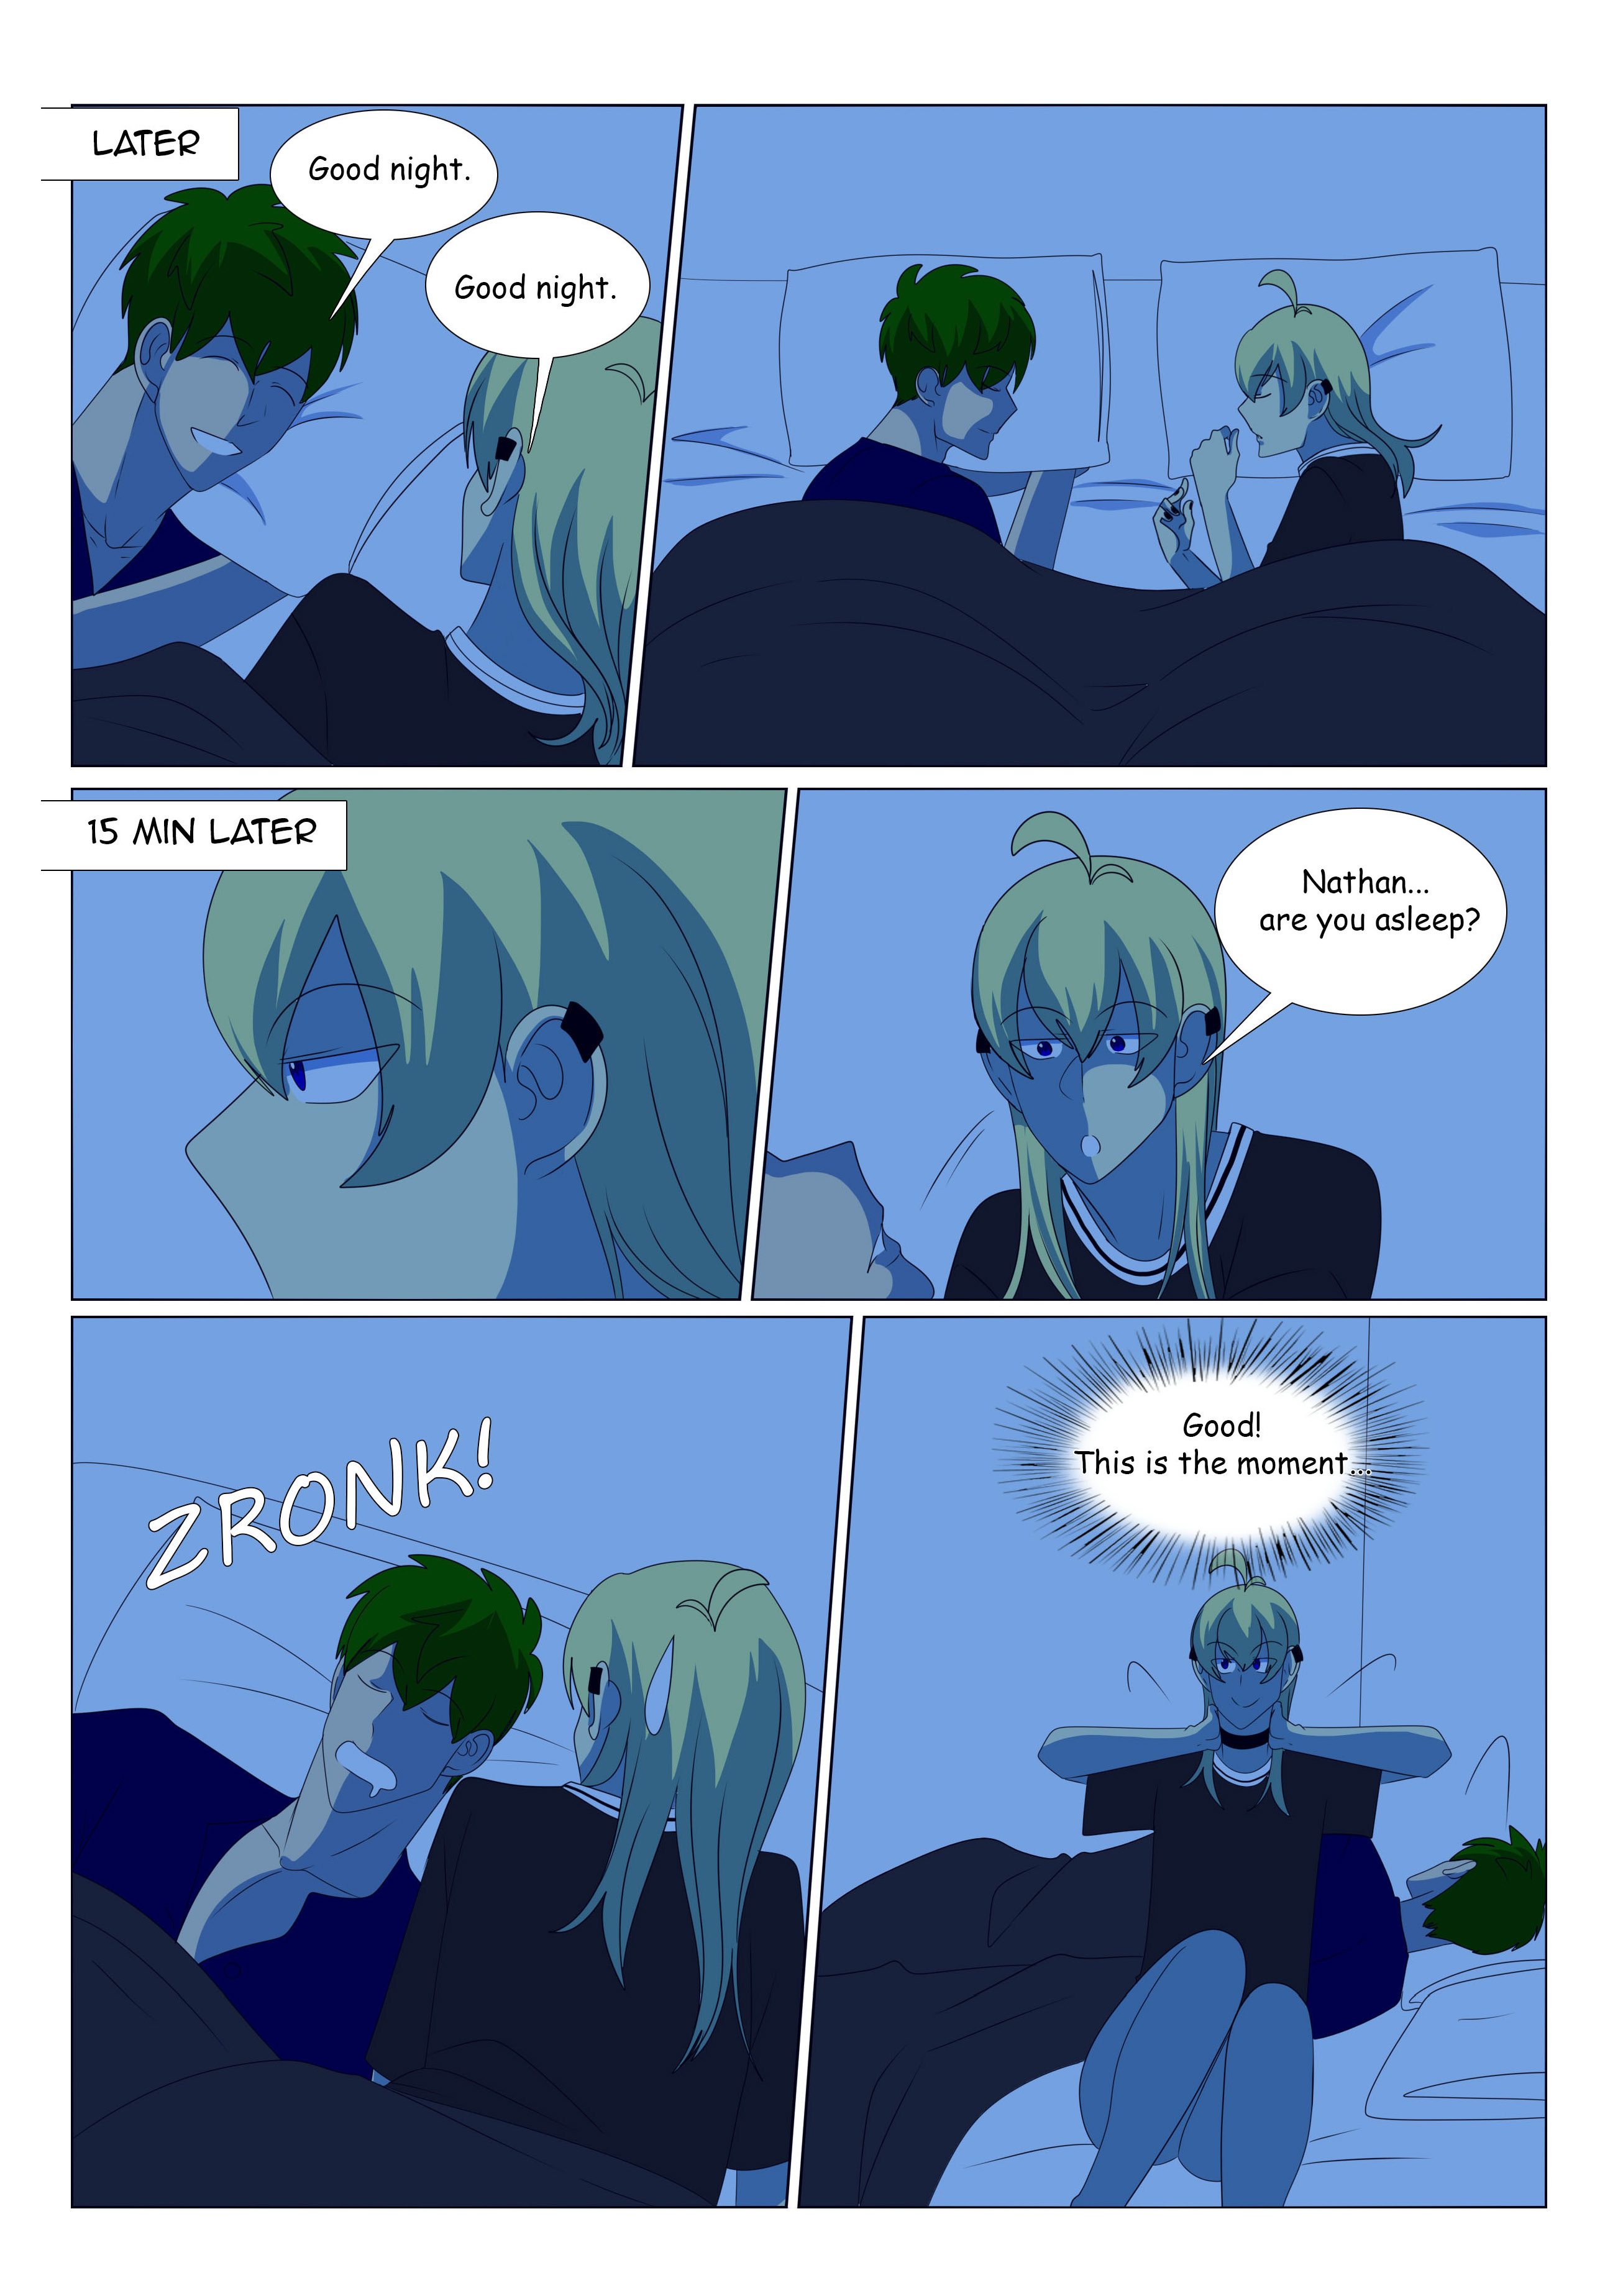 LATER
Good night.
Good night.
15 MIN LATER
Nathan...
are you asleep?
ZRONK!
Good!
This is the moment...